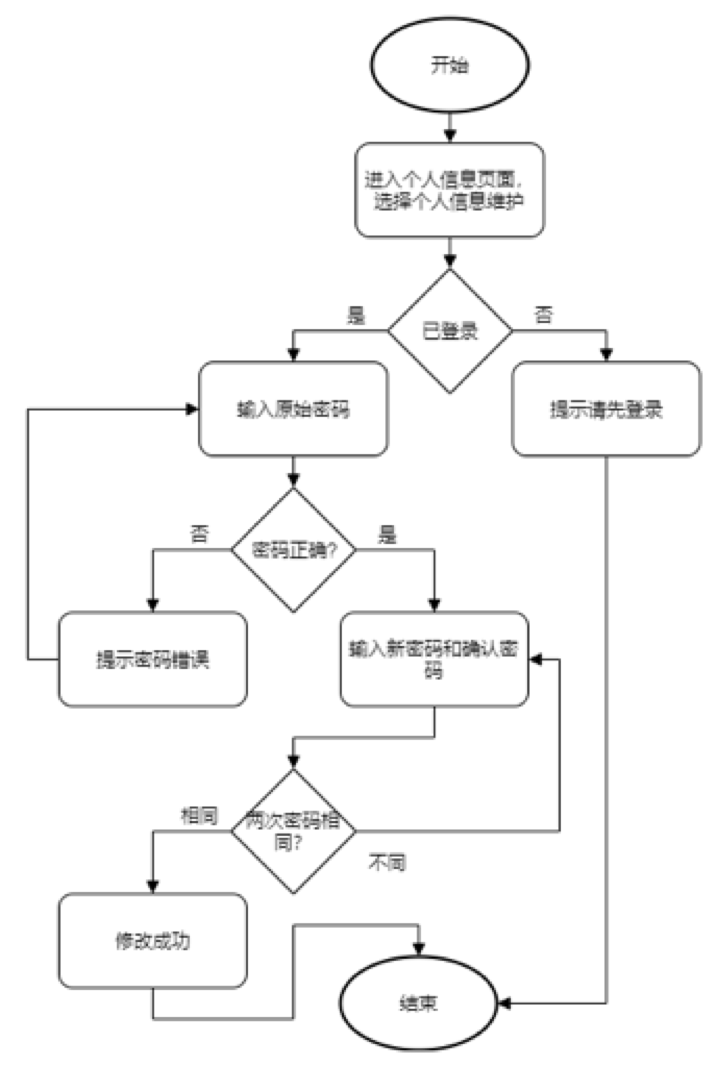 开始
进入个人信息页面，
选择个人信息维护
是
已登录
否
输入原始密码
提示请先登录
否
密码正确?
是
提示密码错误
输入新密码和确认密
码
相同
两次密码相
同?
不同
修改成功
结束